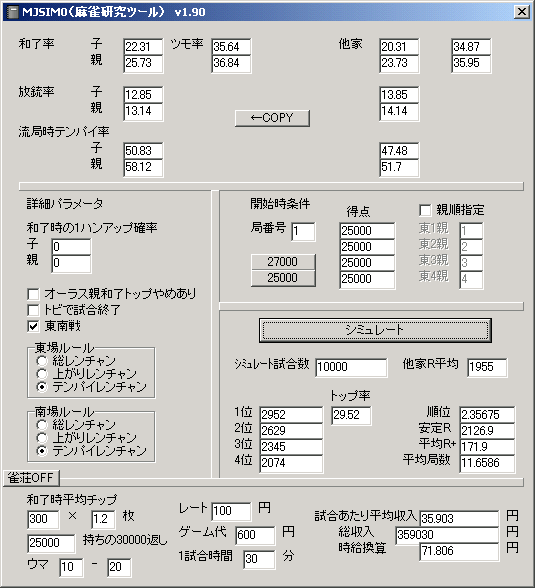 MJSIM0(麻雀研究ツール) v1.90
和了率 子 22.31 ツモ率 35.64 他家 20.31 34.87
親 25.73 36.84 23.73 35.95
放銃率 子 12.85 13.85
親 13.14 14.14
←COPY
流局時テンパイ率
子 50.83 47.48
親 58.12 51.7
詳細パラメータ
和了時の1ハンアップ確率
子 0
親 0
オーラス親和了トップやめあり
トビで試合終了
東南戦
東場ルール
総レンチャン
上がりレンチャン
テンパイレンチャン
南場ルール
総レンチャン
上がりレンチャン
テンパイレンチャン
開始時条件
局番号 1
得点
親順指定
25000 東1親 1
25000 東2親 2
27000 25000 東3親 3
25000 25000 東4親 4
シミュレート
シミュレート試合数 10000 他家R平均 1955
トップ率
1位 2952 29.52 順位 2.35675
2位 2629 安定R 2126.9
3位 2345 平均R+ 171.9
4位 2074 平均局数 11.6586
雀荘OFF
和了時平均チップ
300 × 1.2 枚
25000 持ちの30000返し
ウマ 10 - 20
レート 100 円
ゲーム代 600 円
1試合時間 30 分
試合あたり平均収入 35.903 円
総収入 359030 円
時給換算 71.806 円